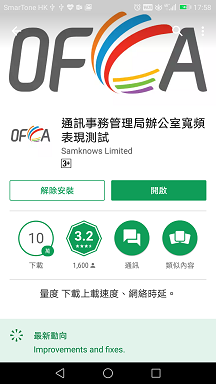 SmarTone HK
17:58
OFCA
OFCA
通訊事務管理局辦公室寬頻
表現測試
Samknows Limited
3+
解除安裝
開啟
10
萬
下載
3.2
1,600
通訊
類似內容
量度 下載上載速度、網絡時延。
最新動向
Improvements and fixes.